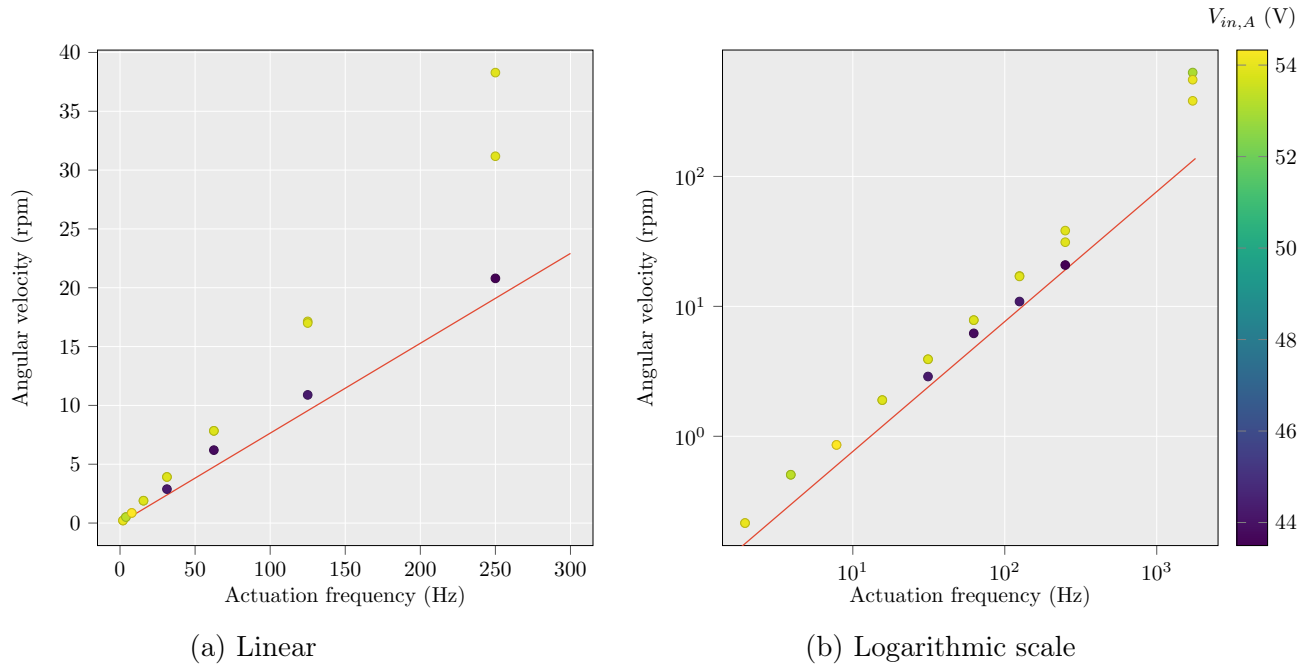 V_{in,A} (V)
40
35
30
25
20
15
10
5
0
Angular velocity (rpm)
0 50 100 150 200 250 300
Actuation frequency (Hz)
(a) Linear
10^2
10^1
10^0
Angular velocity (rpm)
10^1 10^2 10^3
Actuation frequency (Hz)
(b) Logarithmic scale
54
52
50
48
46
44